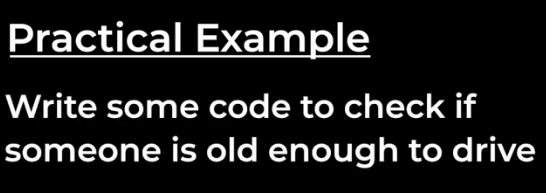 Practical Example
Write some code to check if
someone is old enough to drive